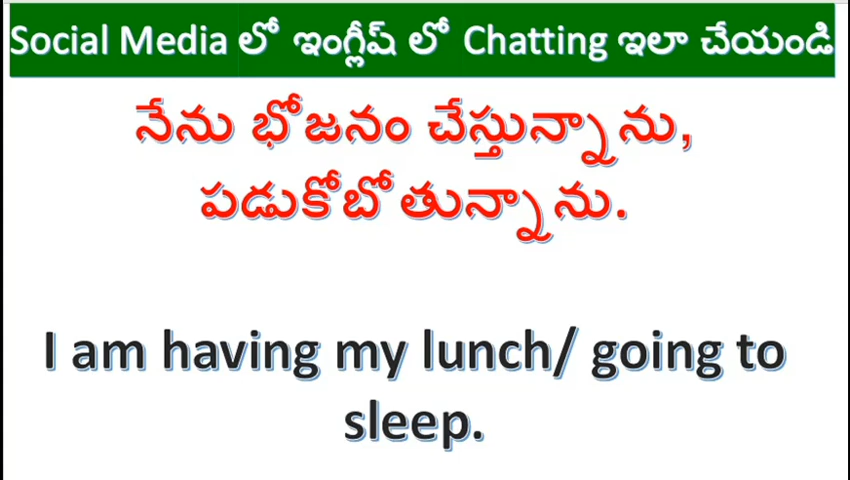 Social Media లో ఇంగ్లీష్ లో Chatting ఇలా చేయండి
నేను భోజనం చేస్తున్నాను,
పడుకోబోతున్నాను.
I am having my lunch/ going to
sleep.